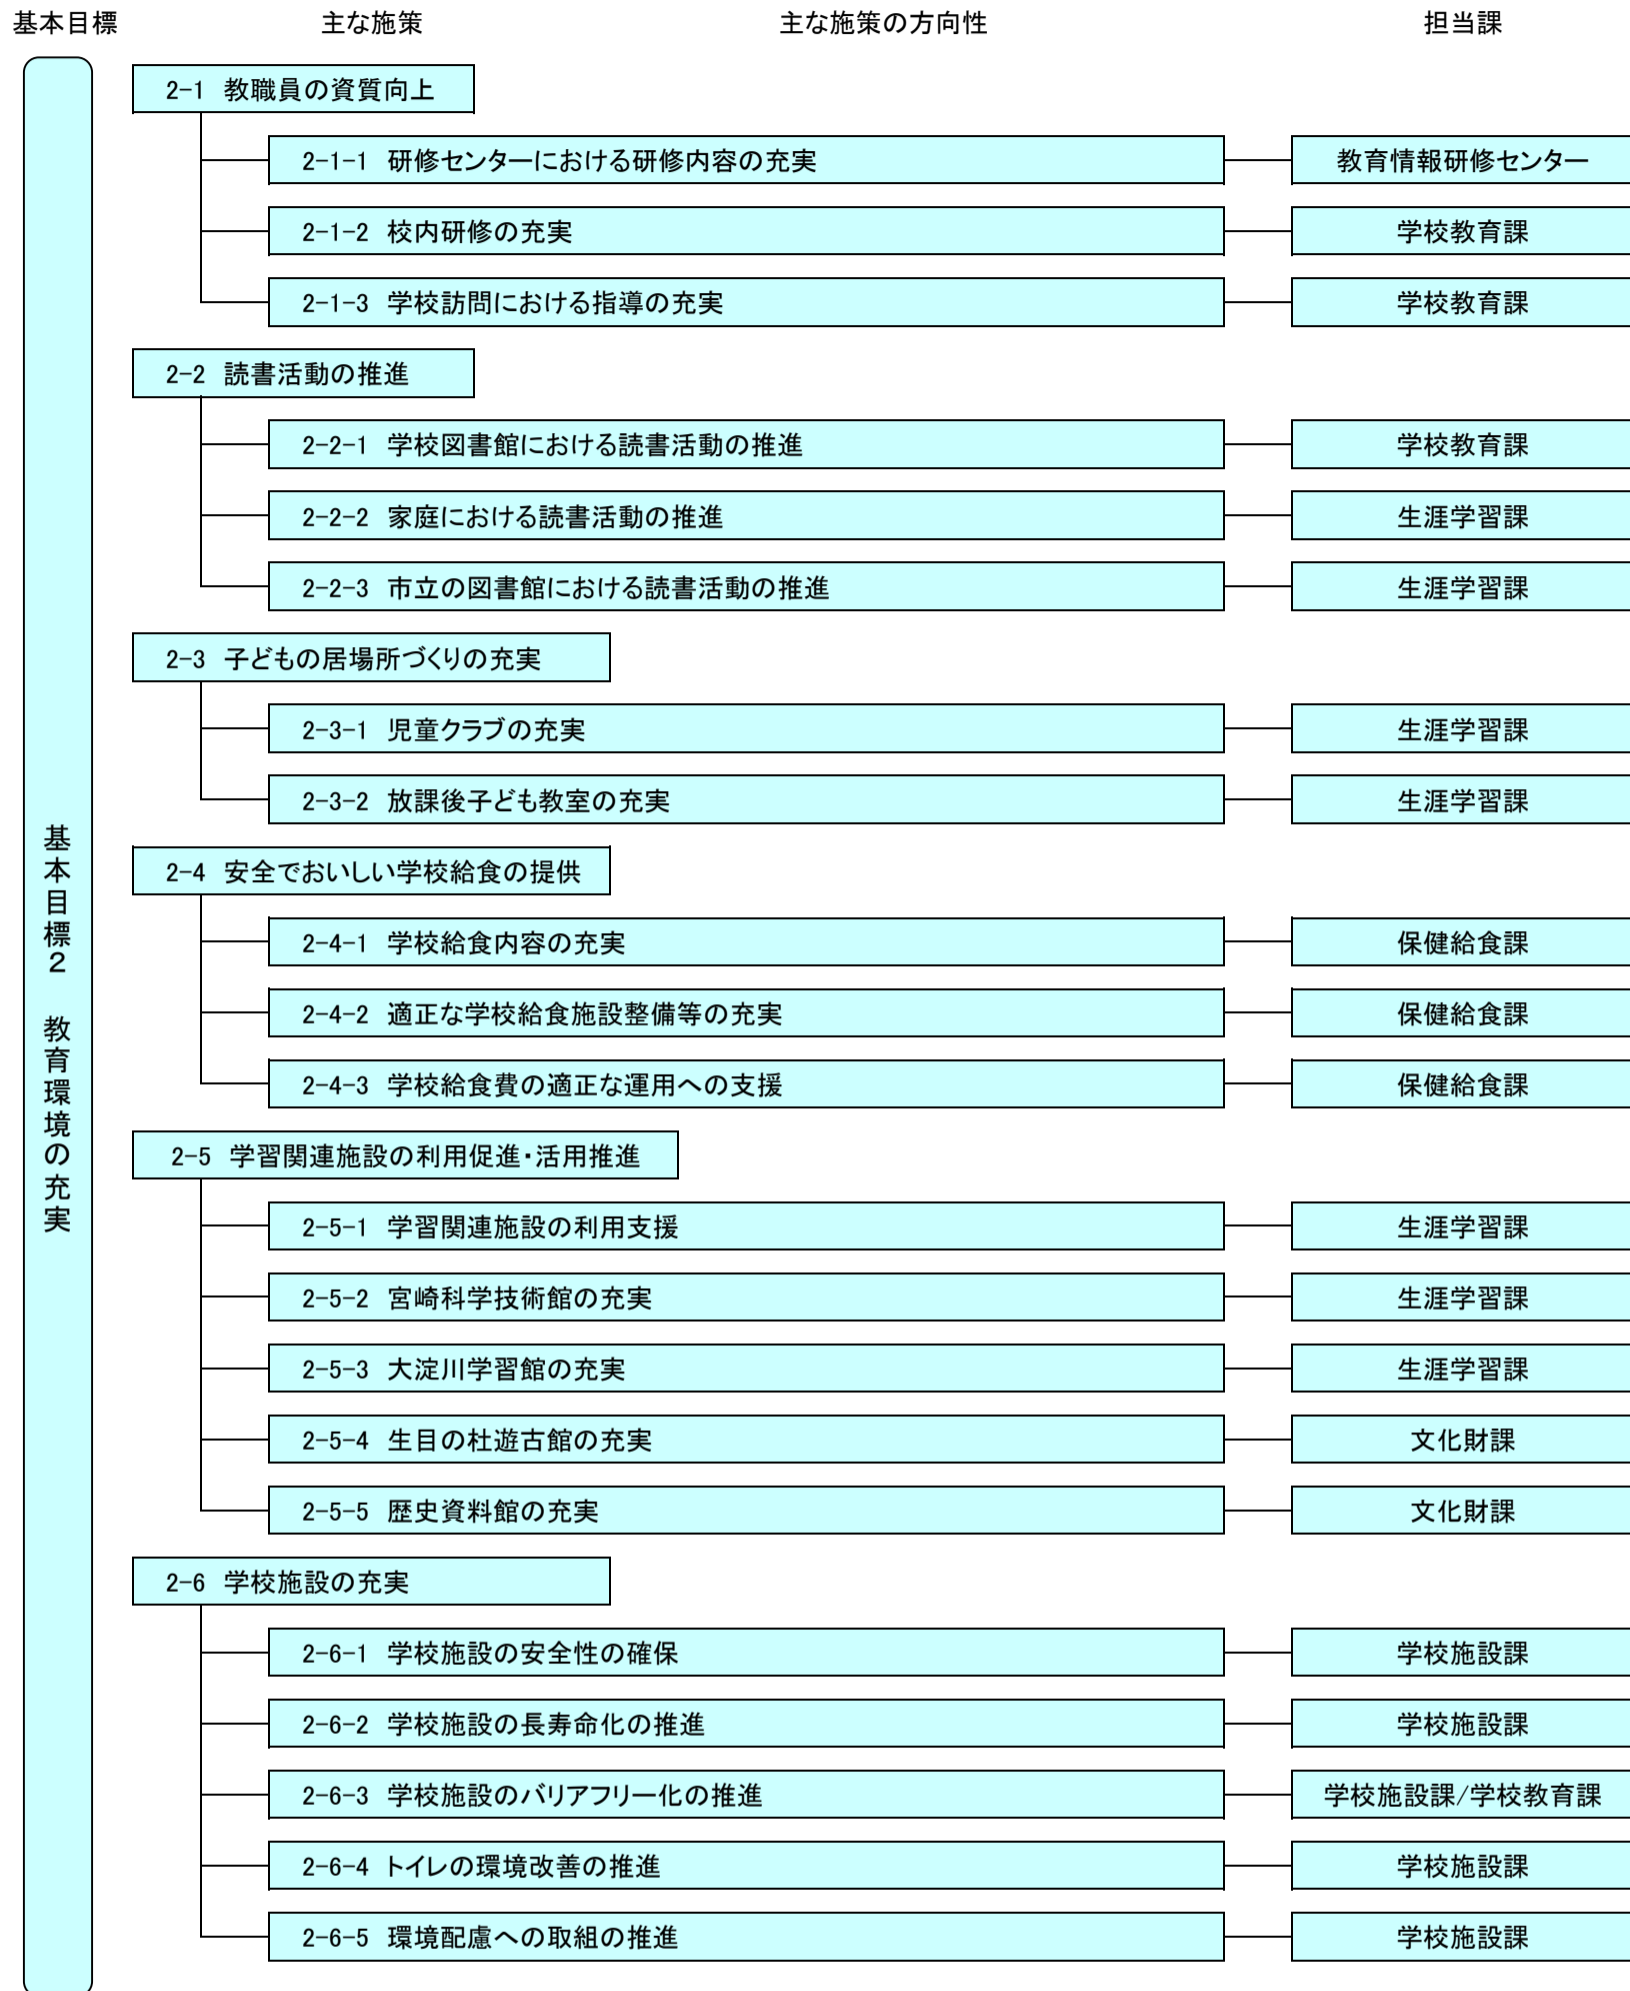 基本目標 主な施策 主な施策の方向性 担当課
基本目標2 教育環境の充実
2-1 教職員の資質向上
2-1-1 研修センターにおける研修内容の充実 教育情報研修センター
2-1-2 校内研修の充実 学校教育課
2-1-3 学校訪問における指導の充実 学校教育課
2-2 読書活動の推進
2-2-1 学校図書館における読書活動の推進 学校教育課
2-2-2 家庭における読書活動の推進 生涯学習課
2-2-3 市立の図書館における読書活動の推進 生涯学習課
2-3 子どもの居場所づくりの充実
2-3-1 児童クラブの充実 生涯学習課
2-3-2 放課後子ども教室の充実 生涯学習課
2-4 安全でおいしい学校給食の提供
2-4-1 学校給食内容の充実 保健給食課
2-4-2 適正な学校給食施設整備等の充実 保健給食課
2-4-3 学校給食費の適正な運用への支援 保健給食課
2-5 学習関連施設の利用促進・活用推進
2-5-1 学習関連施設の利用支援 生涯学習課
2-5-2 宮崎科学技術館の充実 生涯学習課
2-5-3 大淀川学習館の充実 生涯学習課
2-5-4 生目の杜遊古館の充実 文化財課
2-5-5 歴史資料館の充実 文化財課
2-6 学校施設の充実
2-6-1 学校施設の安全性の確保 学校施設課
2-6-2 学校施設の長寿命化の推進 学校施設課
2-6-3 学校施設のバリアフリー化の推進 学校施設課/学校教育課
2-6-4 トイレの環境改善の推進 学校施設課
2-6-5 環境配慮への取組の推進 学校施設課